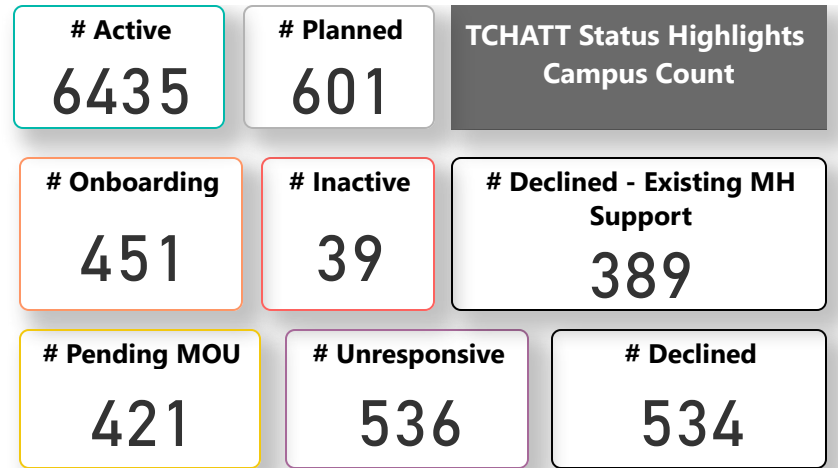 # Active
6435
# Planned
601
TCHATT Status Highlights
Campus Count
# Onboarding
451
# Inactive
39
# Declined - Existing MH
Support
389
# Pending MOU
421
# Unresponsive
536
# Declined
534